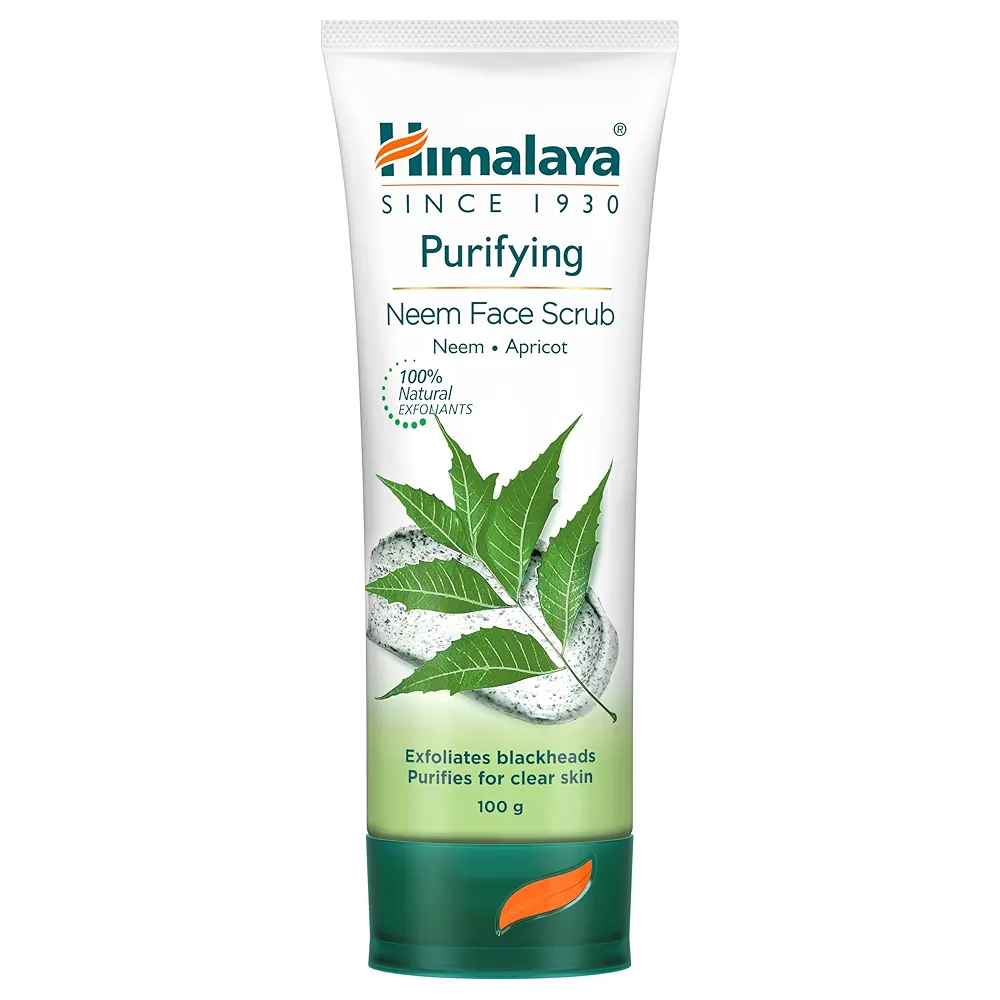 Himalaya®
SINCE 1930
Purifying
Neem Face Scrub
Neem • Apricot
100%
Natural
EXFOLIANTS
Exfoliates blackheads
Purifies for clear skin
100 g